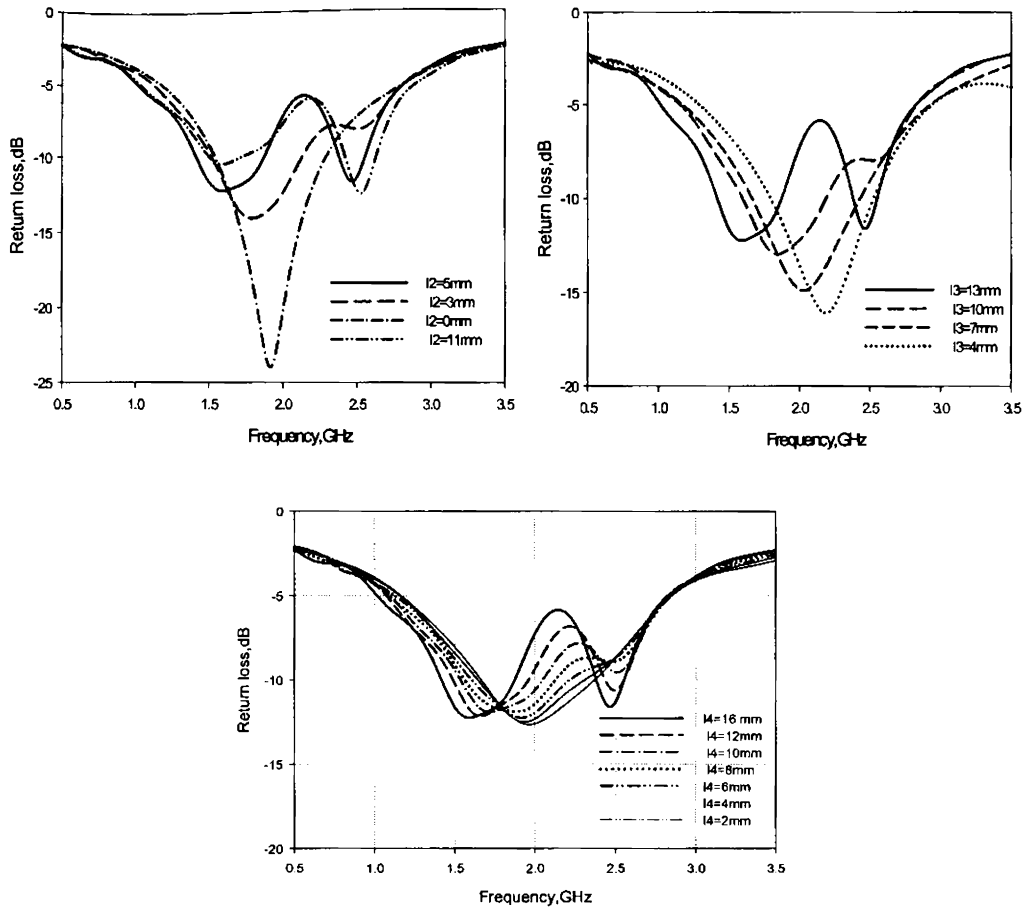 0
-5
-10
-15
-20
-25
Return loss,dB
0.5 1.0 1.5 2.0 2.5 3.0 3.5
Frequency,GHz
l2=5mm
l2=3mm
l2=0mm
l2=11mm
0
-5
-10
-15
-20
Return loss,dB
0.5 1.0 1.5 2.0 2.5 3.0 3.5
Frequency,GHz
l3=13mm
l3=10mm
l3=7mm
l3=4mm
0
-5
-10
-15
-20
Return loss,dB
0.5 1.0 1.5 2.0 2.5 3.0 3.5
Frequency,GHz
l4=16 mm
l4=12mm
l4=10mm
l4=8mm
l4=6mm
l4=4mm
l4=2mm